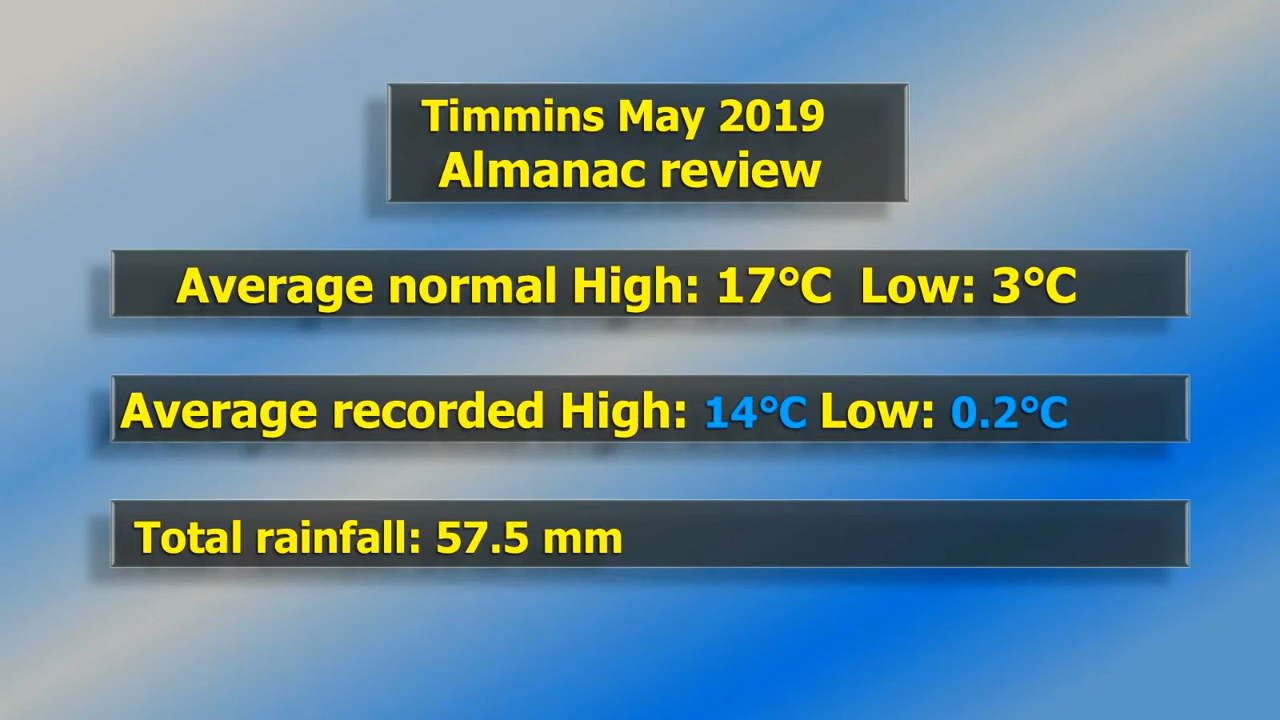 Timmins May 2019
Almanac review
Average normal High: 17°C Low: 3°C
Average recorded High: 14°C Low: 0.2°C
Total rainfall: 57.5 mm